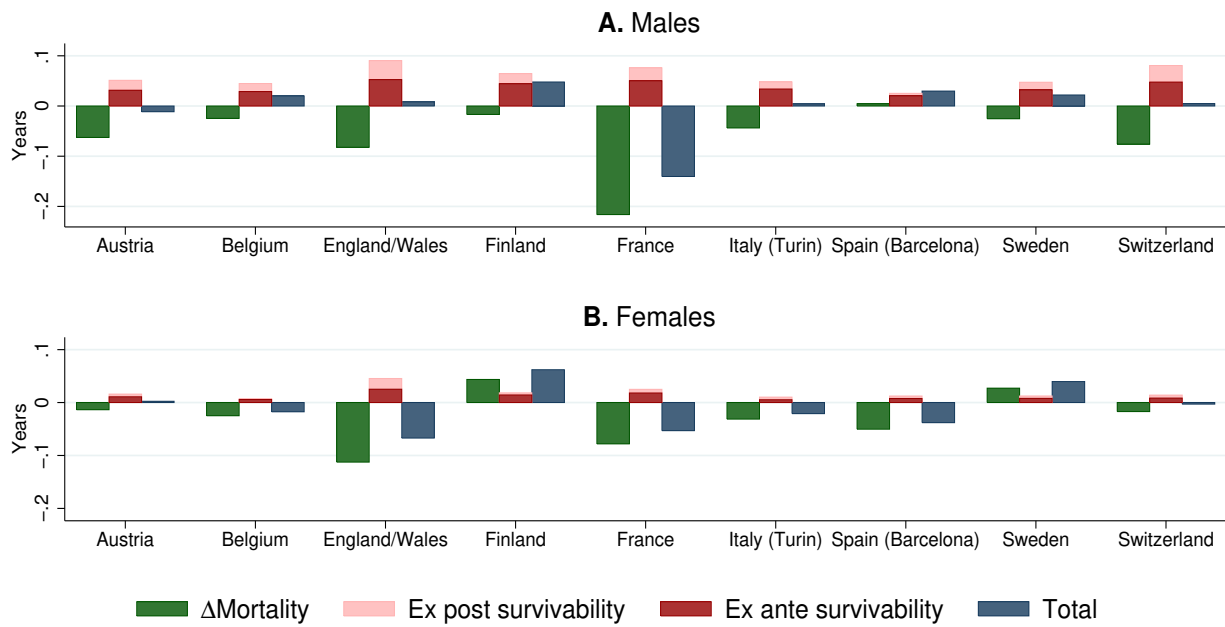 A. Males
Years
.1
0
-.1
-.2
Austria Belgium England/Wales Finland France Italy (Turin) Spain (Barcelona) Sweden Switzerland
B. Females
Years
.1
0
-.1
-.2
Austria Belgium England/Wales Finland France Italy (Turin) Spain (Barcelona) Sweden Switzerland
ΔMortality Ex post survivability Ex ante survivability Total